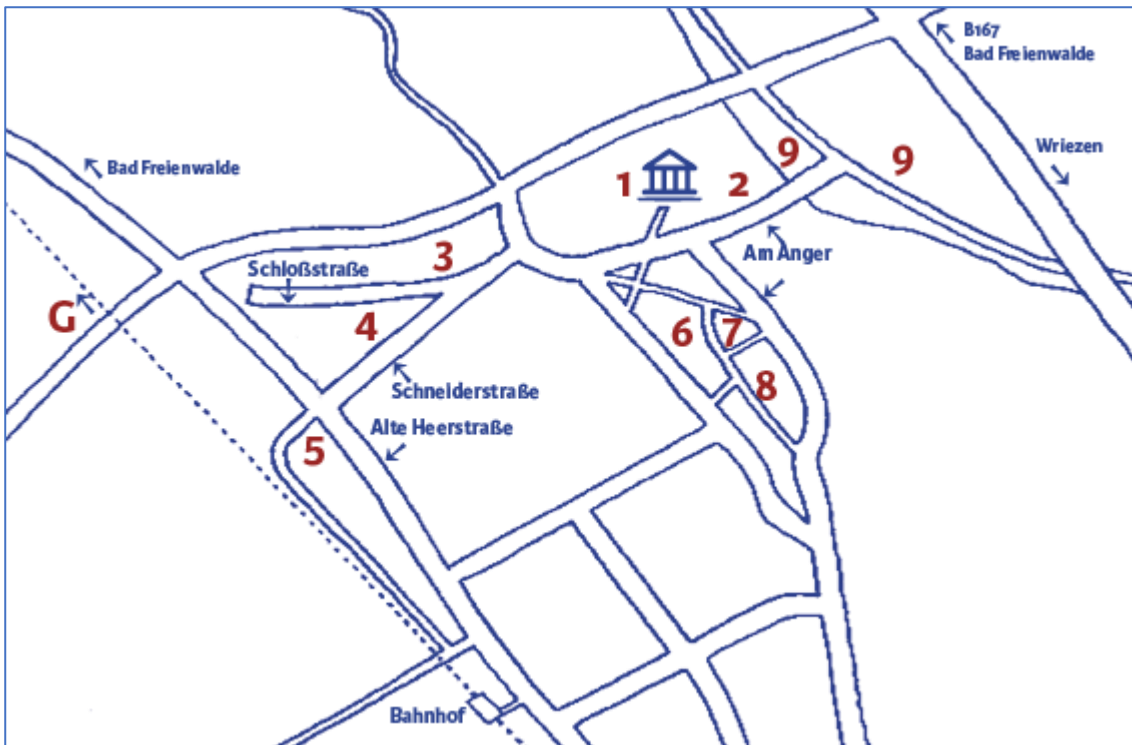 B167
Bad Freienwalde
Wriezen
Bad Freienwalde
9
9
1
2
Am Anger
3
Schloßstraße
G
4
6
7
8
Schneiderstraße
Alte Heerstraße
5
Bahnhof